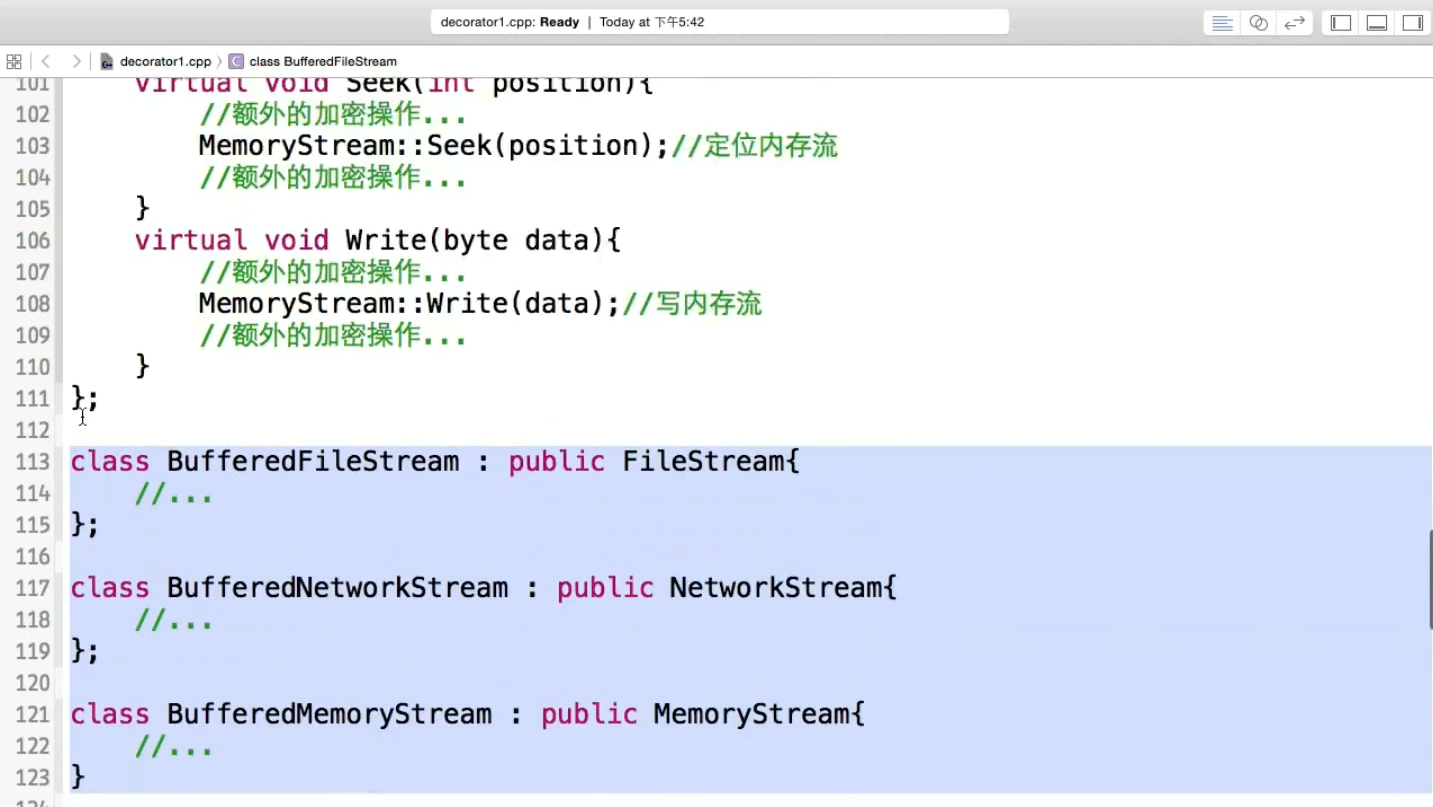 decorator1.cpp: Ready | Today at 下午5:42
decorator1.cpp 〉 C class BufferedFileStream
101 virtual void Seek(int position){
102 //额外的加密操作...
103 MemoryStream::Seek(position);//定位内存流
104 //额外的加密操作...
105 }
106 virtual void Write(byte data){
107 //额外的加密操作...
108 MemoryStream::Write(data);//写内存流
109 //额外的加密操作...
110 }
111 };
112
113 class BufferedFileStream : public FileStream{
114 //...
115 };
116
117 class BufferedNetworkStream : public NetworkStream{
118 //...
119 };
120
121 class BufferedMemoryStream : public MemoryStream{
122 //...
123 }
124